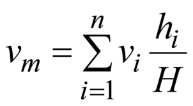 $v_m = \sum_{i=1}^{n} v_i \frac{h_i}{H}$